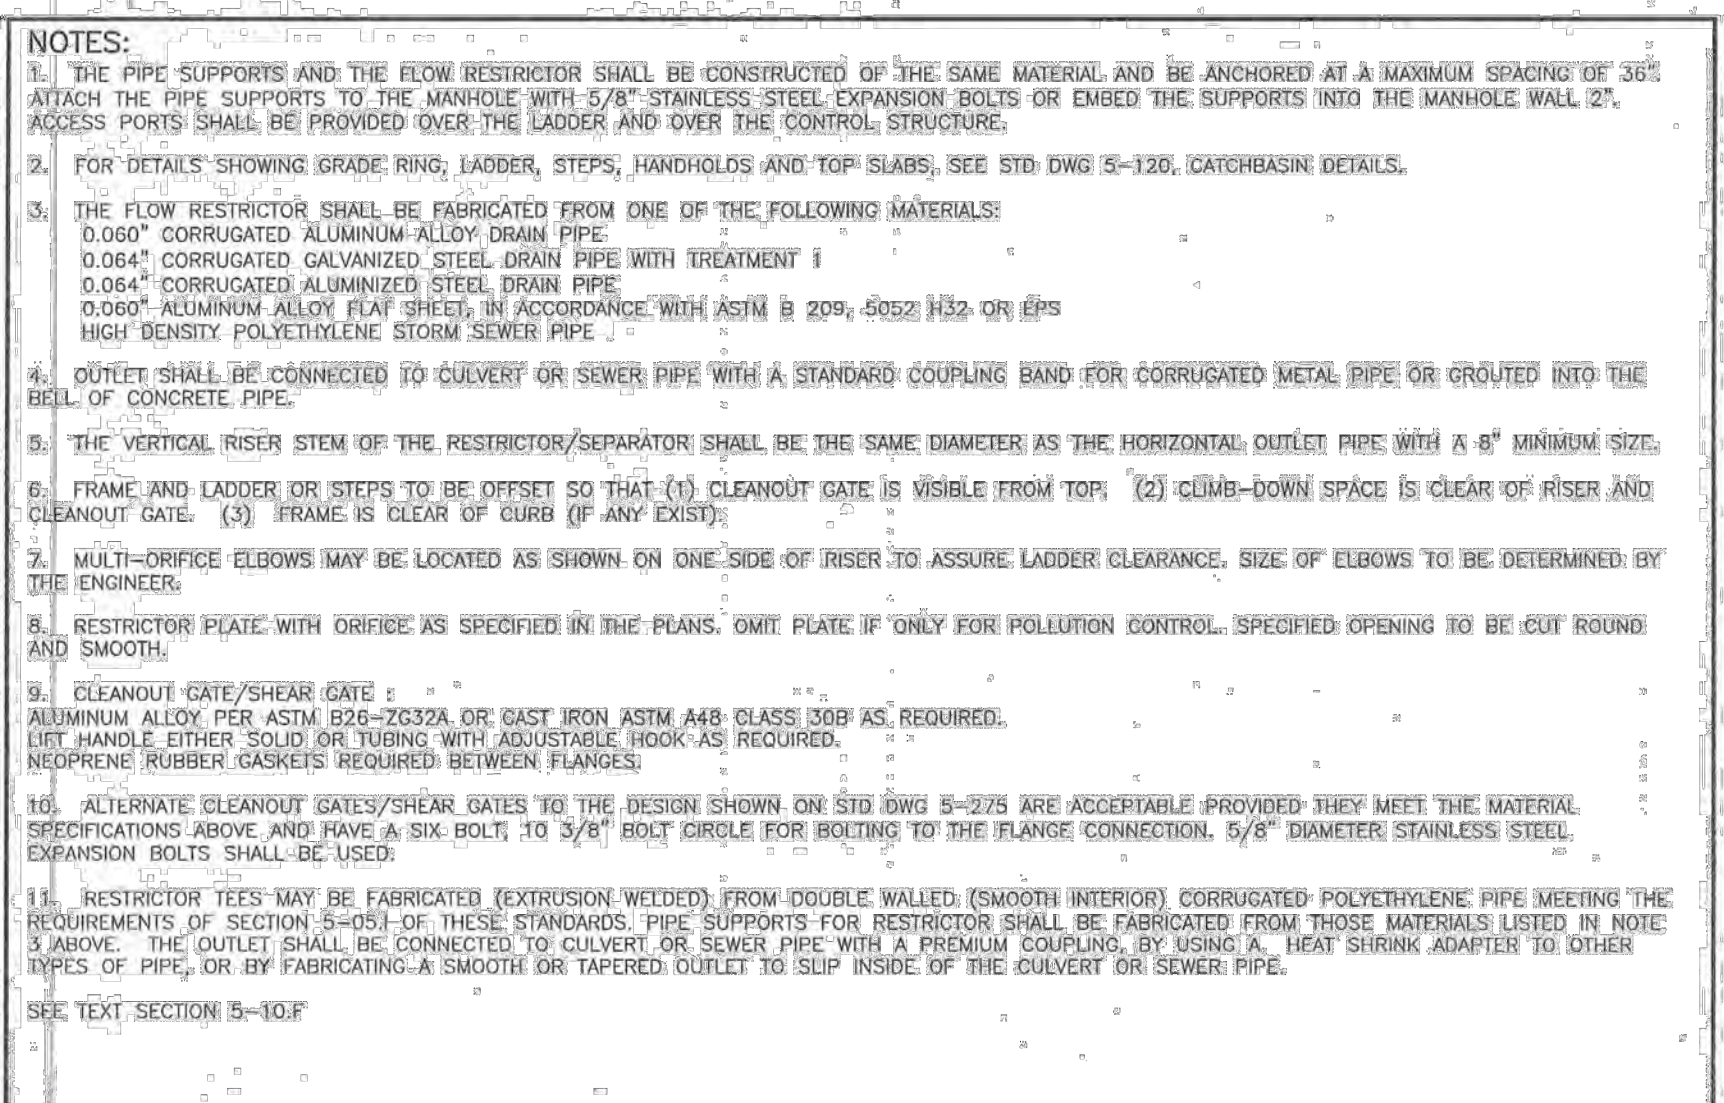 NOTES:
1. THE PIPE SUPPORTS AND THE FLOW RESTRICTOR SHALL BE CONSTRUCTED OF THE SAME MATERIAL AND BE ANCHORED AT A MAXIMUM SPACING OF 36".
ATTACH THE PIPE SUPPORTS TO THE MANHOLE WITH 5/8" STAINLESS STEEL EXPANSION BOLTS OR EMBED THE SUPPORTS INTO THE MANHOLE WALL 2".
ACCESS PORTS SHALL BE PROVIDED OVER THE LADDER AND OVER THE CONTROL STRUCTURE.
2. FOR DETAILS SHOWING GRADE RING, LADDER, STEPS, HANDHOLDS AND TOP SLABS, SEE STD DWG 5-120, CATCHBASIN DETAILS.
3. THE FLOW RESTRICTOR SHALL BE FABRICATED FROM ONE OF THE FOLLOWING MATERIALS:
0.060" CORRUGATED ALUMINUM ALLOY DRAIN PIPE
0.064" CORRUGATED GALVANIZED STEEL DRAIN PIPE WITH TREATMENT 1
0.064" CORRUGATED ALUMINIZED STEEL DRAIN PIPE
0.060" ALUMINUM ALLOY FLAT SHEET, IN ACCORDANCE WITH ASTM B 209, 5052 H32 OR EPS
HIGH DENSITY POLYETHYLENE STORM SEWER PIPE
4. OUTLET SHALL BE CONNECTED TO CULVERT OR SEWER PIPE WITH A STANDARD COUPLING BAND FOR CORRUGATED METAL PIPE OR GROUTED INTO THE
BELL OF CONCRETE PIPE.
5. THE VERTICAL RISER STEM OF THE RESTRICTOR/SEPARATOR SHALL BE THE SAME DIAMETER AS THE HORIZONTAL OUTLET PIPE WITH A 8" MINIMUM SIZE.
6. FRAME AND LADDER OR STEPS TO BE OFFSET SO THAT (1) CLEANOUT GATE IS VISIBLE FROM TOP. (2) CLIMB-DOWN SPACE IS CLEAR OF RISER AND
CLEANOUT GATE. (3) FRAME IS CLEAR OF CURB (IF ANY EXIST).
7. MULTI-ORIFICE ELBOWS MAY BE LOCATED AS SHOWN ON ONE SIDE OF RISER TO ASSURE LADDER CLEARANCE. SIZE OF ELBOWS TO BE DETERMINED BY
THE ENGINEER.
8. RESTRICTOR PLATE WITH ORIFICE AS SPECIFIED IN THE PLANS. OMIT PLATE IF ONLY FOR POLLUTION CONTROL. SPECIFIED OPENING TO BE CUT ROUND
AND SMOOTH.
9. CLEANOUT GATE/SHEAR GATE :
ALUMINUM ALLOY PER ASTM B26-ZG32A OR CAST IRON ASTM A48 CLASS 30B AS REQUIRED.
LIFT HANDLE EITHER SOLID OR TUBING WITH ADJUSTABLE HOOK AS REQUIRED.
NEOPRENE RUBBER GASKETS REQUIRED BETWEEN FLANGES.
10. ALTERNATE CLEANOUT GATES/SHEAR GATES TO THE DESIGN SHOWN ON STD DWG 5-275 ARE ACCEPTABLE PROVIDED THEY MEET THE MATERIAL
SPECIFICATIONS ABOVE AND HAVE A SIX BOLT, 10 3/8" BOLT CIRCLE FOR BOLTING TO THE FLANGE CONNECTION. 5/8" DIAMETER STAINLESS STEEL
EXPANSION BOLTS SHALL BE USED.
11. RESTRICTOR TEES MAY BE FABRICATED (EXTRUSION WELDED) FROM DOUBLE WALLED (SMOOTH INTERIOR) CORRUGATED POLYETHYLENE PIPE MEETING THE
REQUIREMENTS OF SECTION 5-05.I OF THESE STANDARDS. PIPE SUPPORTS FOR RESTRICTOR SHALL BE FABRICATED FROM THOSE MATERIALS LISTED IN NOTE
3 ABOVE. THE OUTLET SHALL BE CONNECTED TO CULVERT OR SEWER PIPE WITH A PREMIUM COUPLING, BY USING A HEAT SHRINK ADAPTER TO OTHER
TYPES OF PIPE, OR BY FABRICATING A SMOOTH OR TAPERED OUTLET TO SLIP INSIDE OF THE CULVERT OR SEWER PIPE.
SEE TEXT SECTION 5-10.F